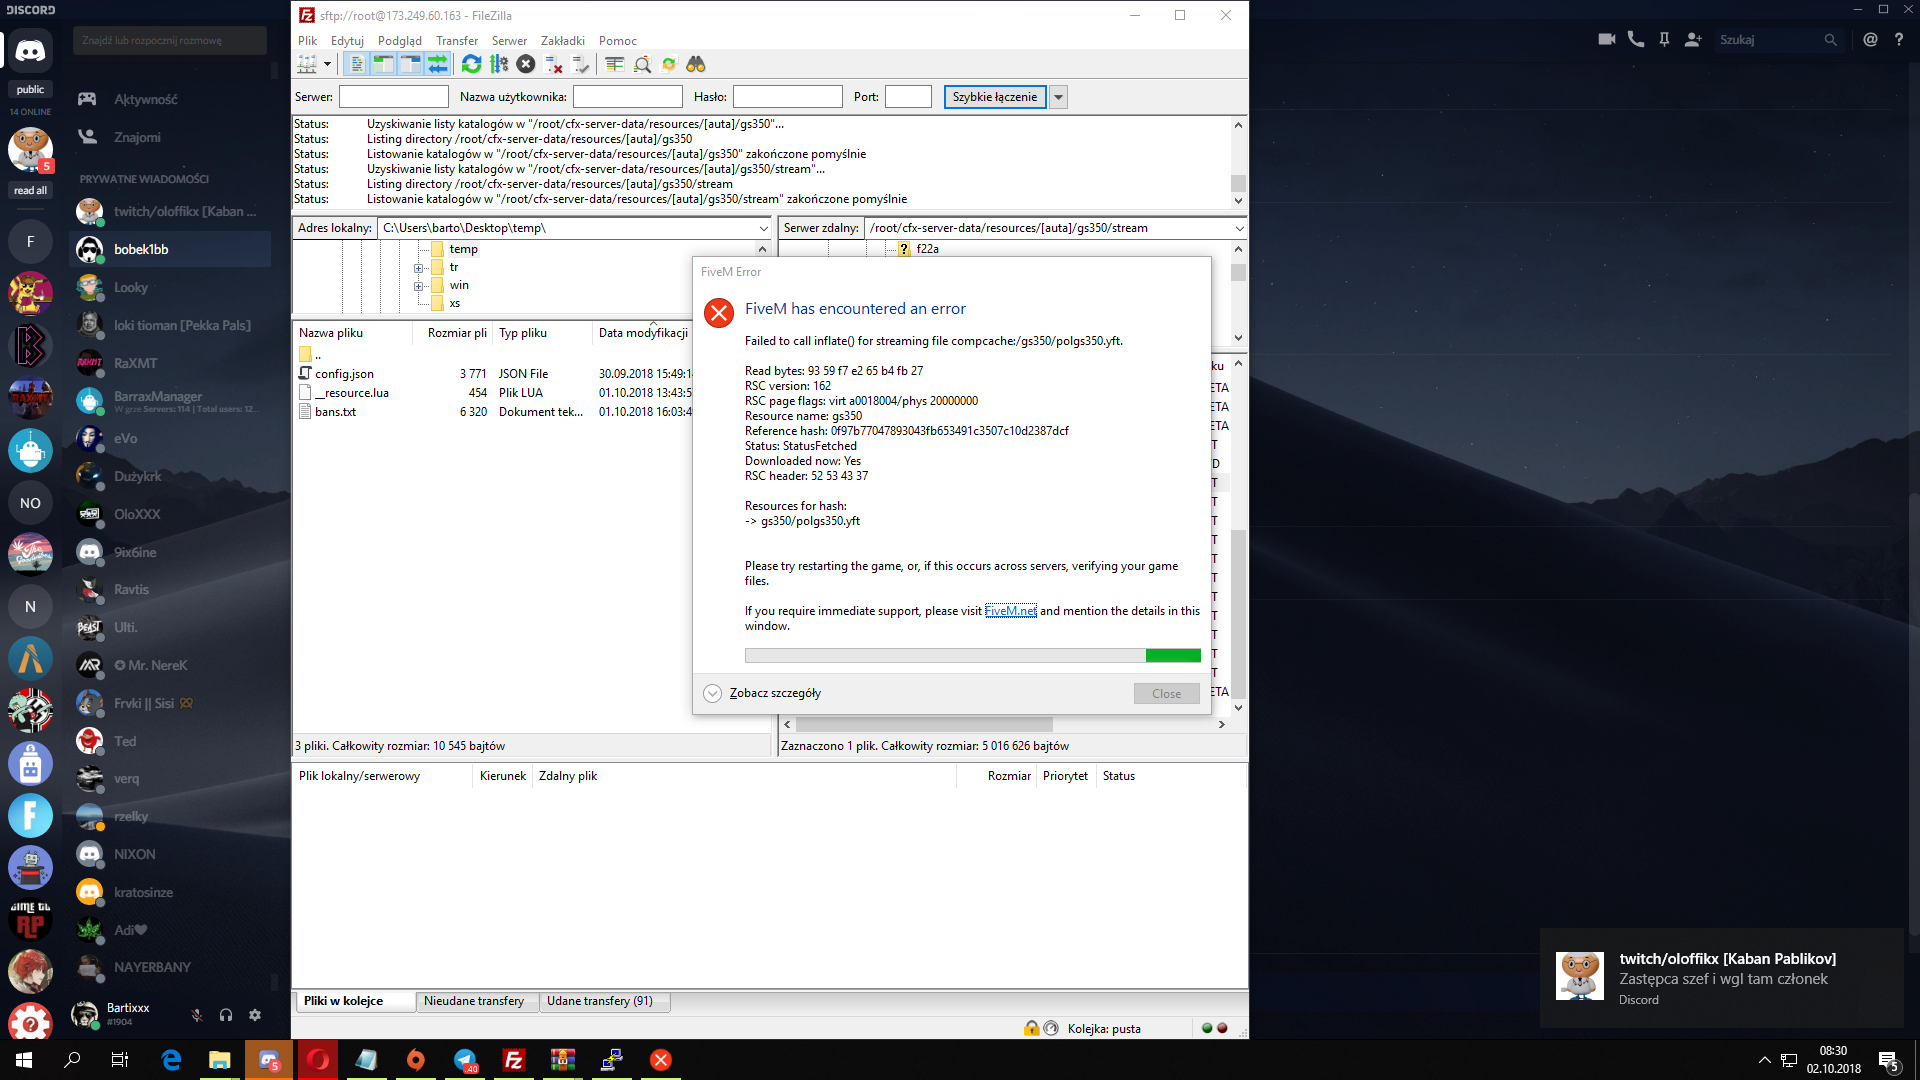 DISCORD
public
14 ONLINE
5
read all
F
NO
N
Znajdź lub rozpocznij rozmowę
Aktywność
Znajomi
PRYWATNE WIADOMOŚCI
twitch/oloffikx [Kaban ...
bobek1bb
Looky
loki tioman [Pekka Pals]
RaXMT
BarraxManager
W grze Servers: 114 | Total users: 12...
eVo
Dużykrk
OloXXX
9ix6ine
Ravtis
Ulti.
✪ Mr. NereK
Frvki || Sisi
Ted
verq
rzelky
NIXON
kratosinze
Adi
NAYERBANY
Bartixxx
#1904
sftp://root@173.249.60.163 - FileZilla
Plik Edytuj Podgląd Transfer Serwer Zakładki Pomoc
Serwer: Nazwa użytkownika: Hasło: Port: Szybkie łączenie
Status: Uzyskiwanie listy katalogów w "/root/cfx-server-data/resources/[auta]/gs350"...
Status: Listing directory /root/cfx-server-data/resources/[auta]/gs350
Status: Listowanie katalogów w "/root/cfx-server-data/resources/[auta]/gs350" zakończone pomyślnie
Status: Uzyskiwanie listy katalogów w "/root/cfx-server-data/resources/[auta]/gs350/stream"...
Status: Listing directory /root/cfx-server-data/resources/[auta]/gs350/stream
Status: Listowanie katalogów w "/root/cfx-server-data/resources/[auta]/gs350/stream" zakończone pomyślnie
Adres lokalny: C:\Users\barto\Desktop\temp\
temp
tr
win
xs
Serwer zdalny: /root/cfx-server-data/resources/[auta]/gs350/stream
f22a
Nazwa pliku Rozmiar pli Typ pliku Data modyfikacji
..
config.json 3 771 JSON File 30.09.2018 15:49:1
__resource.lua 454 Plik LUA 01.10.2018 13:43:5
bans.txt 6 320 Dokument tek... 01.10.2018 16:03:4
3 pliki. Całkowity rozmiar: 10 545 bajtów
FiveM Error
FiveM has encountered an error
Failed to call inflate() for streaming file compcache:/gs350/polgs350.yft.
Read bytes: 93 59 f7 e2 65 b4 fb 27
RSC version: 162
RSC page flags: virt a0018004/phys 20000000
Resource name: gs350
Reference hash: 0f97b77047893043fb653491c3507c10d2387dcf
Status: StatusFetched
Downloaded now: Yes
RSC header: 52 53 43 37
Resources for hash:
-> gs350/polgs350.yft
Please try restarting the game, or, if this occurs across servers, verifying your game
files.
If you require immediate support, please visit FiveM.net and mention the details in this
window.
Zobacz szczegóły
Close
ku
ETA
ETA
ETA
T
D
T
T
T
T
T
T
T
T
T
T
T
ETA
Zaznaczono 1 plik. Całkowity rozmiar: 5 016 626 bajtów
Plik lokalny/serwerowy Kierunek Zdalny plik Rozmiar Priorytet Status
Pliki w kolejce Nieudane transfery Udane transfery (91)
Kolejka: pusta
Szukaj
twitch/oloffikx [Kaban Pablikov]
Zastępca szef i wgl tam członek
Discord
5
40
08:30
02.10.2018
5